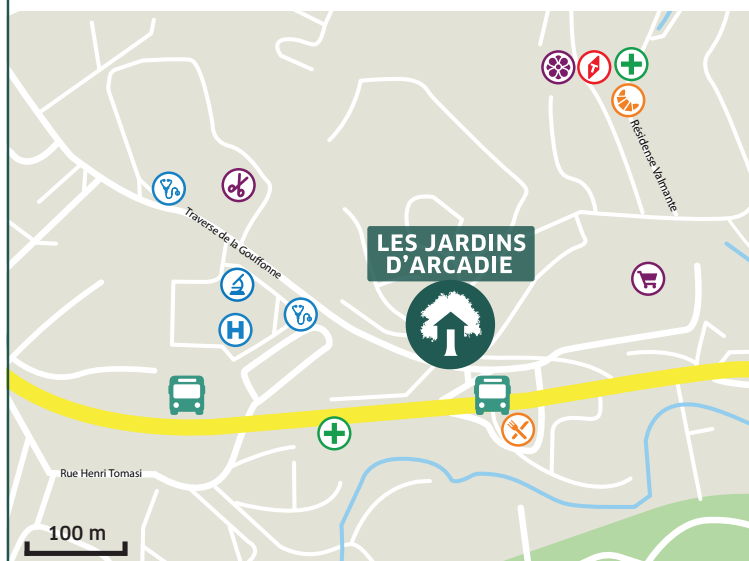 Résidense Valmante
Traverse de la Gouffonne
LES JARDINS
D'ARCADIE
H
Rue Henri Tomasi
100 m